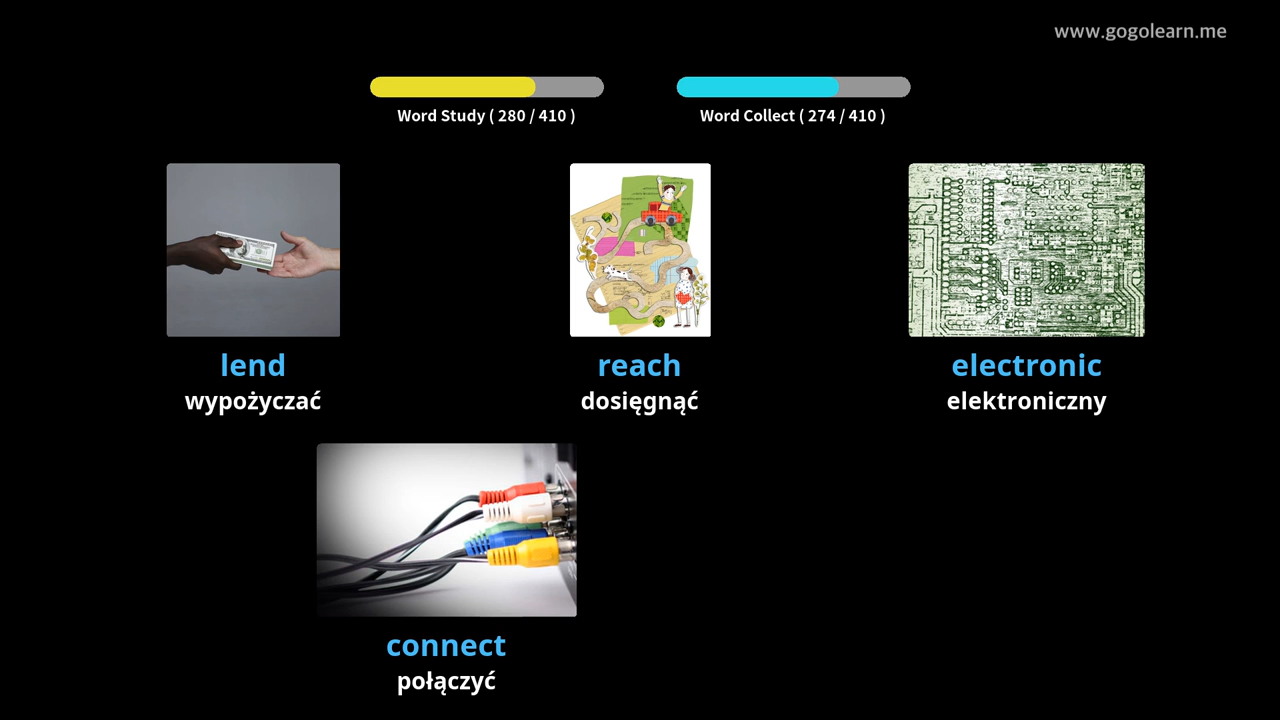 www.gogolearn.me
Word Study ( 280 / 410 )
Word Collect ( 274 / 410 )
lend
wypożyczać
reach
dosięgnąć
electronic
elektroniczny
connect
połączyć